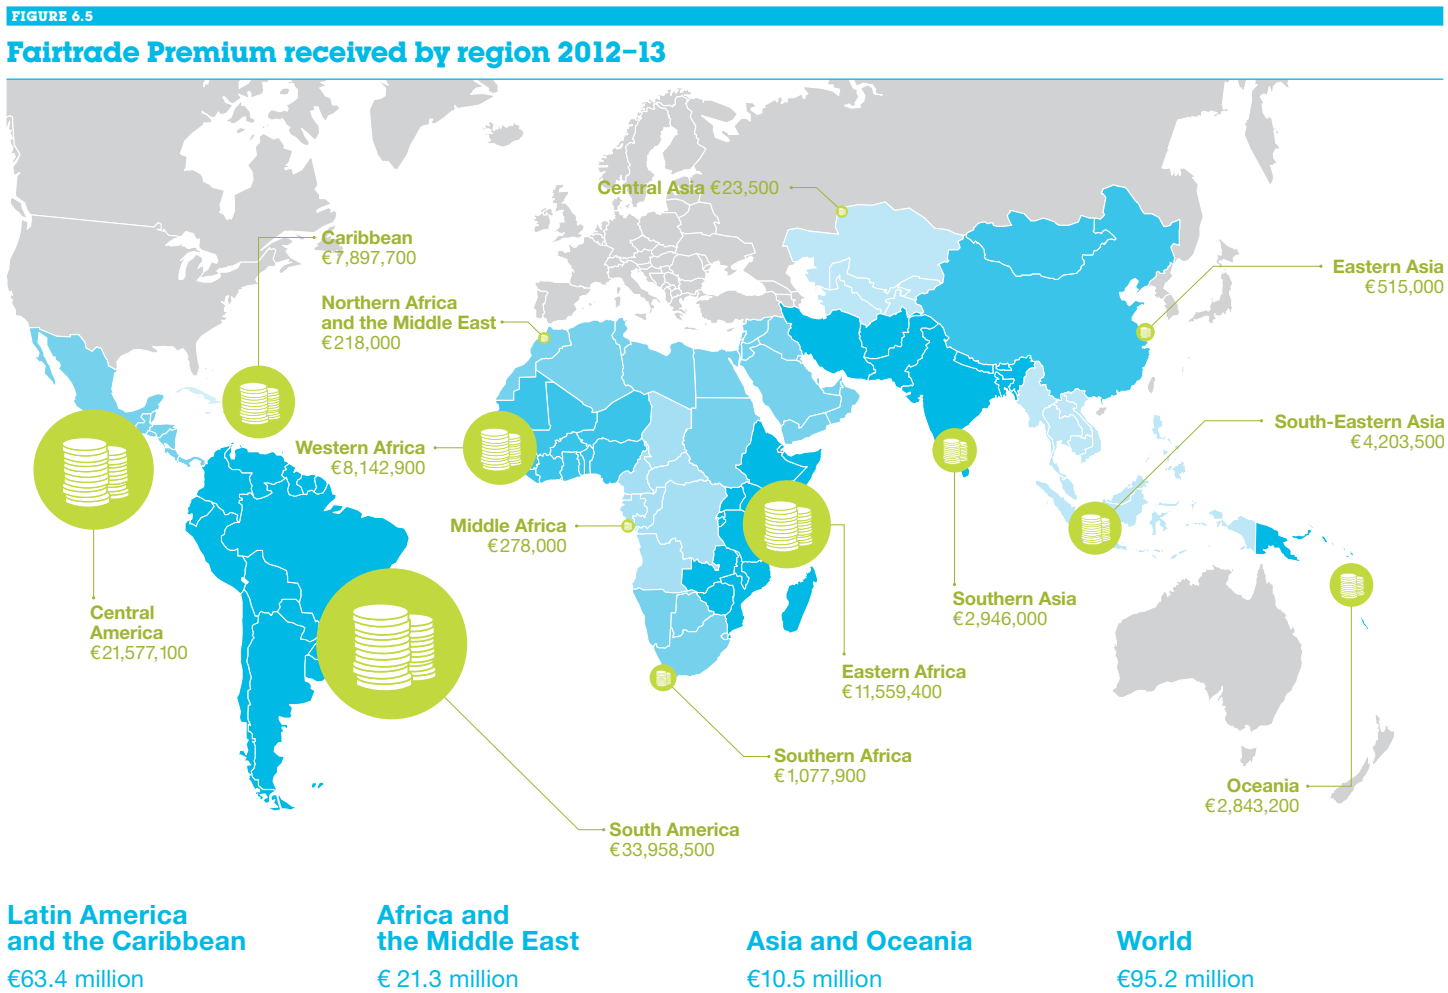 FIGURE 6.5
Fairtrade Premium received by region 2012–13
Central Asia €23,500
Caribbean
€7,897,700
Northern Africa
and the Middle East
€218,000
Eastern Asia
€515,000
South-Eastern Asia
€4,203,500
Western Africa
€8,142,900
Middle Africa
€278,000
Central
America
€21,577,100
Southern Asia
€2,946,000
Eastern Africa
€11,559,400
Southern Africa
€1,077,900
Oceania
€2,843,200
South America
€33,958,500
Latin America
and the Caribbean
€63.4 million
Africa and
the Middle East
€ 21.3 million
Asia and Oceania
€10.5 million
World
€95.2 million